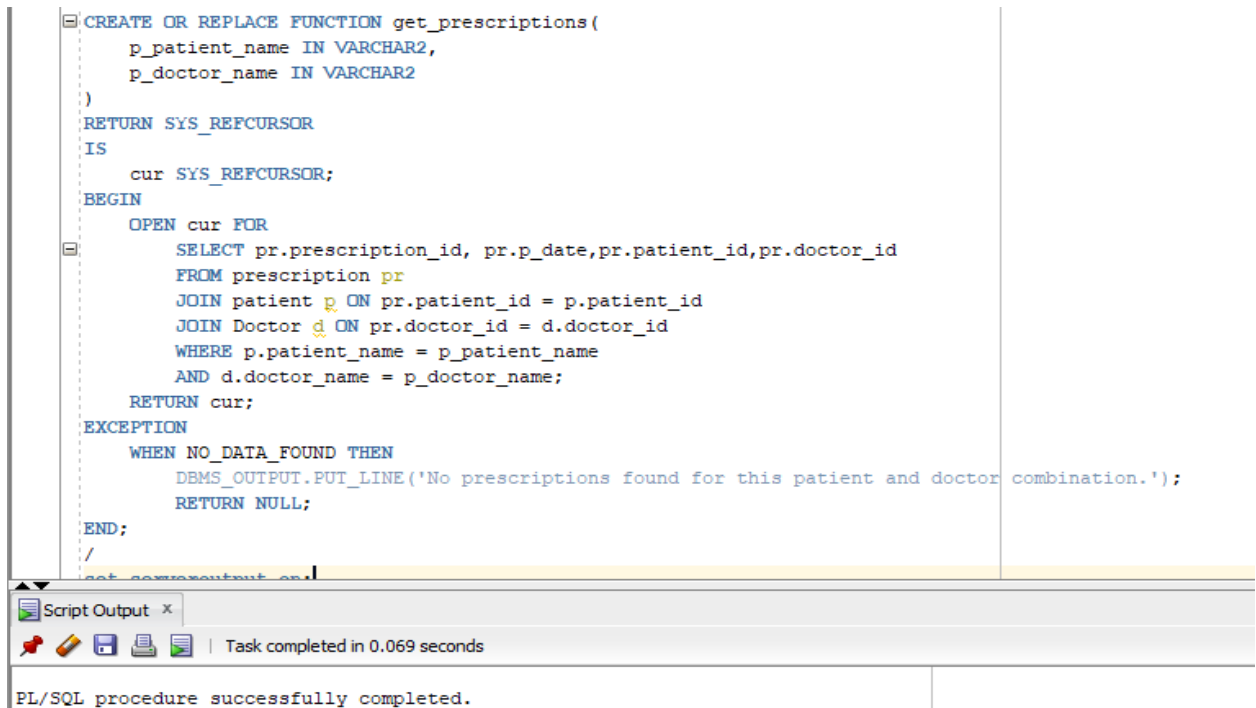 CREATE OR REPLACE FUNCTION get_prescriptions(
p_patient_name IN VARCHAR2,
p_doctor_name IN VARCHAR2
)
RETURN SYS_REFCURSOR
IS
cur SYS_REFCURSOR;
BEGIN
OPEN cur FOR
SELECT pr.prescription_id, pr.p_date,pr.patient_id,pr.doctor_id
FROM prescription pr
JOIN patient p ON pr.patient_id = p.patient_id
JOIN Doctor d ON pr.doctor_id = d.doctor_id
WHERE p.patient_name = p_patient_name
AND d.doctor_name = p_doctor_name;
RETURN cur;
EXCEPTION
WHEN NO_DATA_FOUND THEN
DBMS_OUTPUT.PUT_LINE('No prescriptions found for this patient and doctor combination.');
RETURN NULL;
END;
/
set serveroutput on;
Script Output x
Task completed in 0.069 seconds
PL/SQL procedure successfully completed.